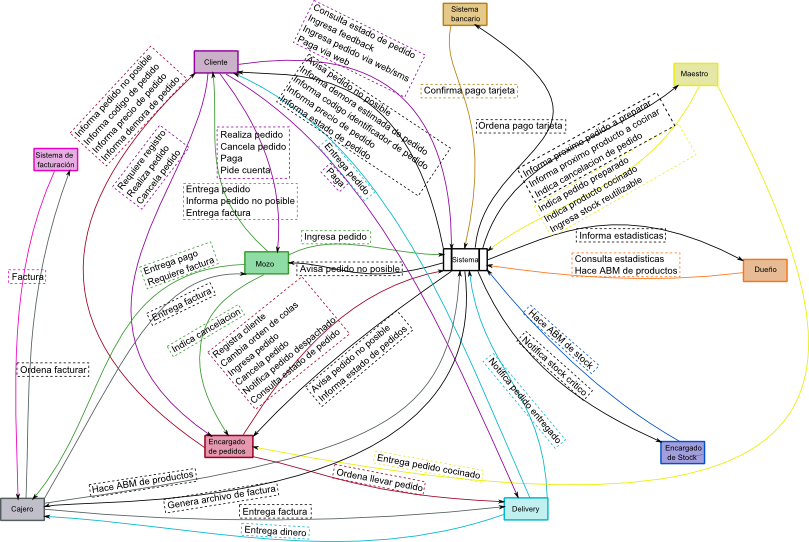 Sistema
bancario
Consulta estado de pedido
Ingresa feedback
Ingresa pedido via web/sms
Paga via web
Cliente
Maestro
Informa pedido no posible
Informa codigo de pedido
Informa precio de pedido
Informa demora de pedido
Avisa pedido no posible
Informa demora estimada de pedido
Informa codigo identificador de pedido
Informa precio de pedido
Informa estado de pedido
Confirma pago tarjeta
Ordena pago tarjeta
Informa proximo pedido a preparar
Informa proximo producto a cocinar
Indica cancelacion de pedido
Indica pedido preparado
Indica producto cocinado
Ingresa stock reutilizable
Requiere registro
Realiza pedido
Cancela pedido
Realiza pedido
Cancela pedido
Paga
Pide cuenta
Entrega pedido
Paga
Sistema de
facturación
Entrega pedido
Informa pedido no posible
Entrega factura
Ingresa pedido
Informa estadisticas
Mozo
Sistema
Dueño
Avisa pedido no posible
Consulta estadisticas
Hace ABM de productos
Entrega pago
Requiere factura
Factura
Entrega factura
Indica cancelacion
Registra cliente
Cambia orden de colas
Ingresa pedido
Cancela pedido
Notifica pedido despachado
Consulta estado de pedido
Avisa pedido no posible
Informa estado de pedidos
Hace ABM de stock
Notifica stock critico
Notifica pedido entregado
Ordena facturar
Encargado
de pedidos
Encargado
de Stock
Entrega pedido cocinado
Ordena llevar pedido
Hace ABM de productos
Genera archivo de factura
Cajero
Entrega factura
Delivery
Entrega dinero